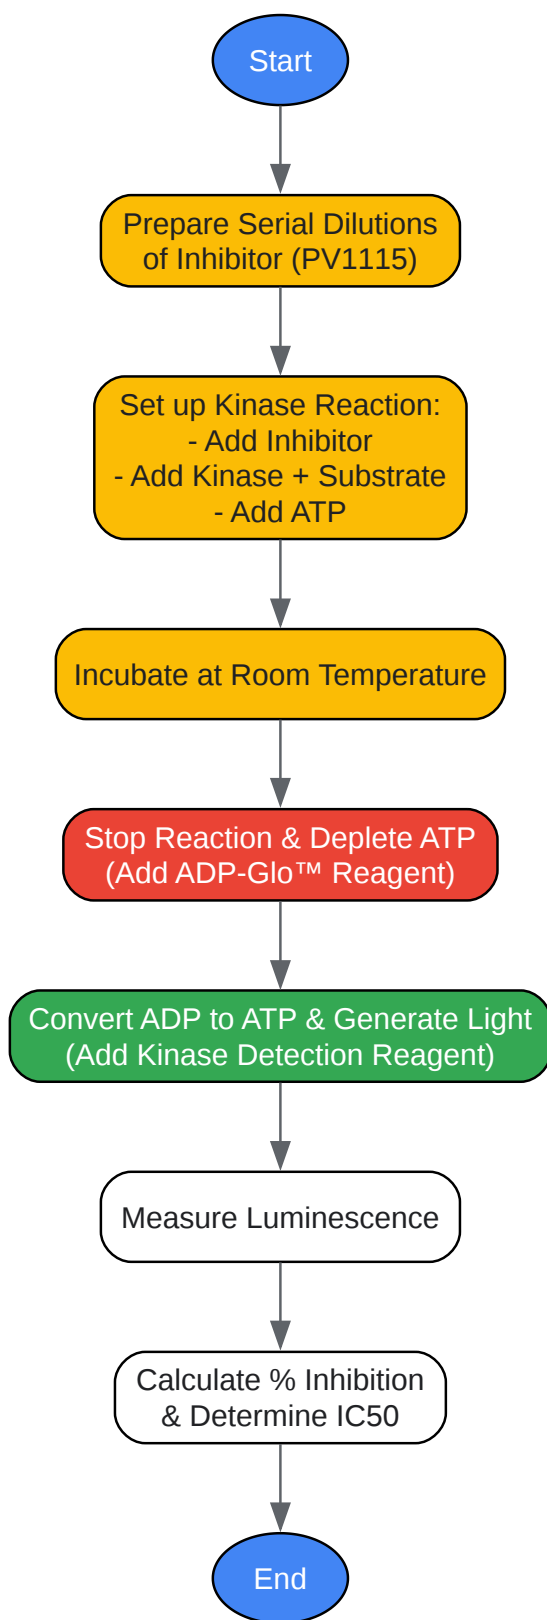 Start
Prepare Serial Dilutions
of Inhibitor (PV1115)
Set up Kinase Reaction:
- Add Inhibitor
- Add Kinase + Substrate
- Add ATP
Incubate at Room Temperature
Stop Reaction & Deplete ATP
(Add ADP-Glo™ Reagent)
Convert ADP to ATP & Generate Light
(Add Kinase Detection Reagent)
Measure Luminescence
Calculate % Inhibition
& Determine IC50
End